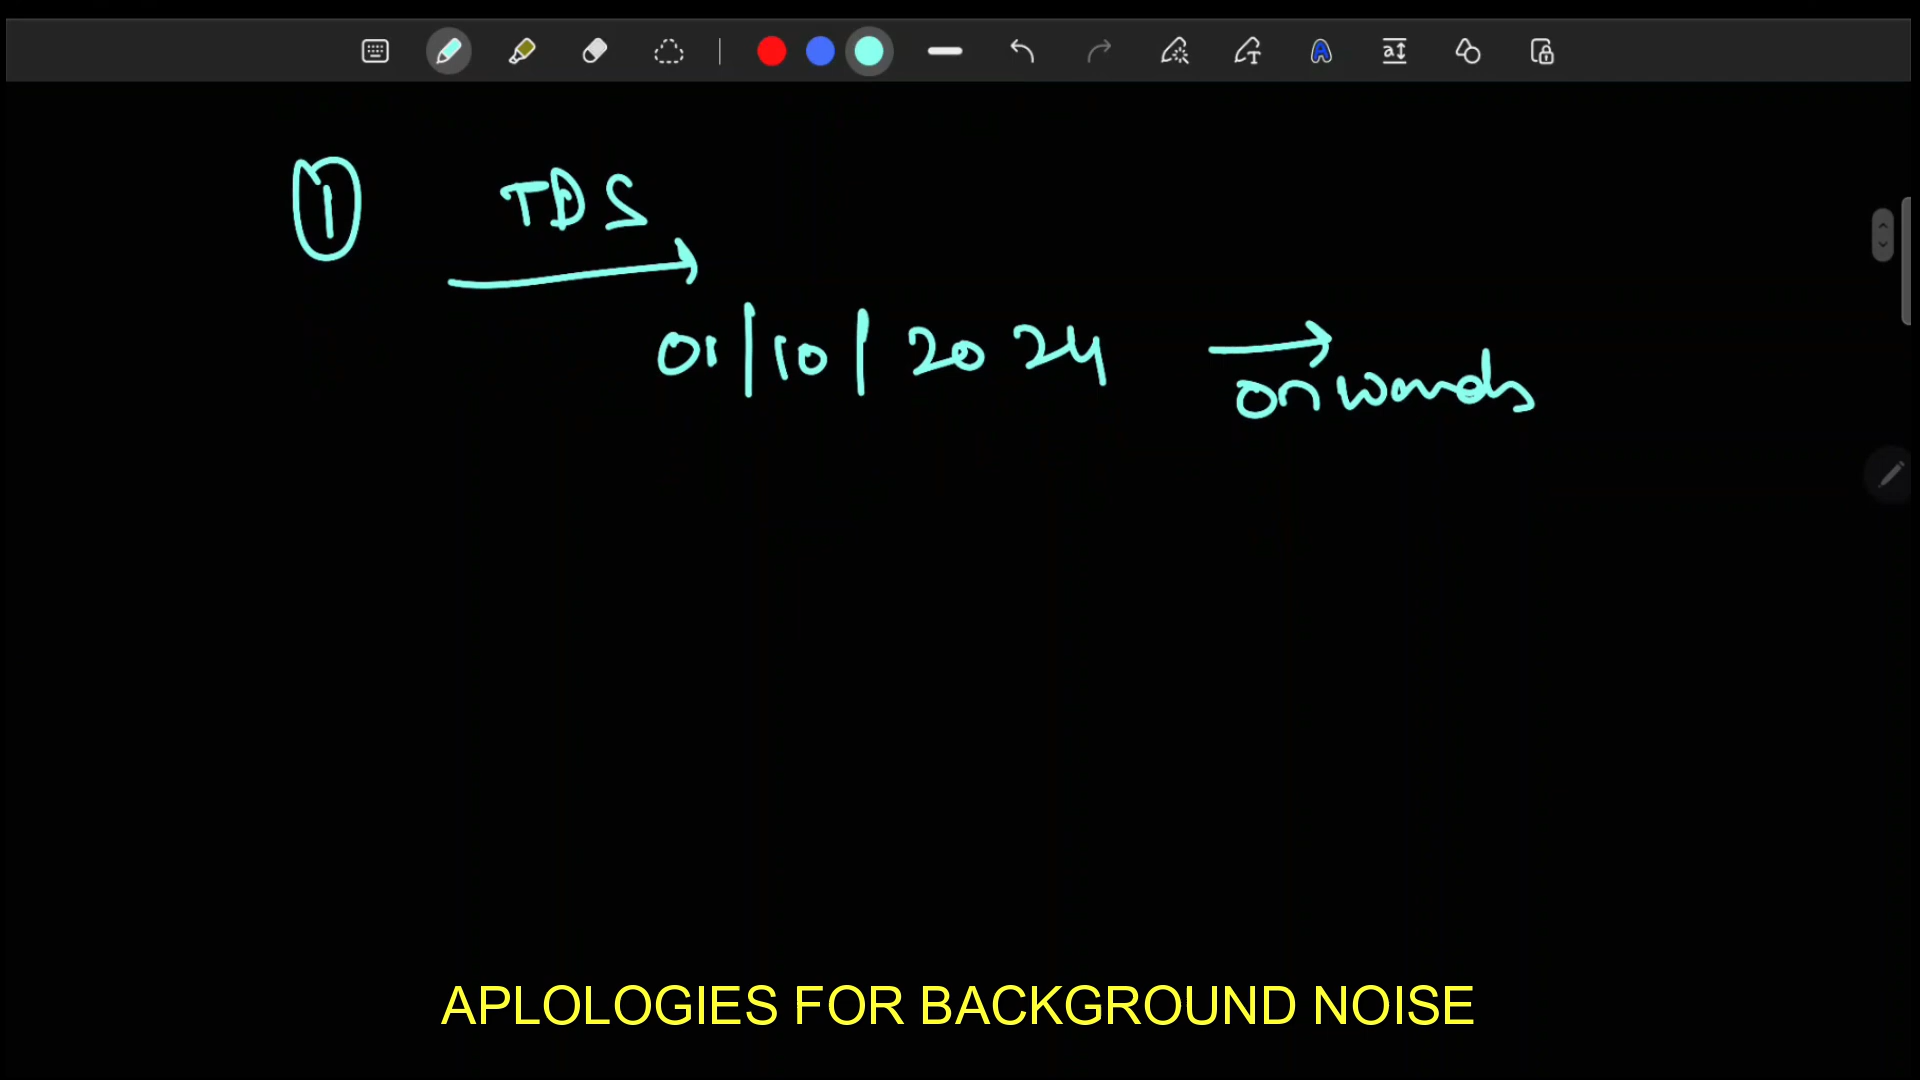 ① TDS
01|10|2024 → onwards
APLOLOGIES FOR BACKGROUND NOISE